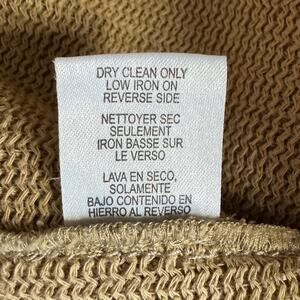 DRY CLEAN ONLY
LOW IRON ON
REVERSE SIDE
NETTOYER SEC
SEULEMENT
IRON BASSE SUR
LE VERSO
LAVA EN SECO,
SOLAMENTE
BAJO CONTENIDO EN
HIERRO AL REVERSO